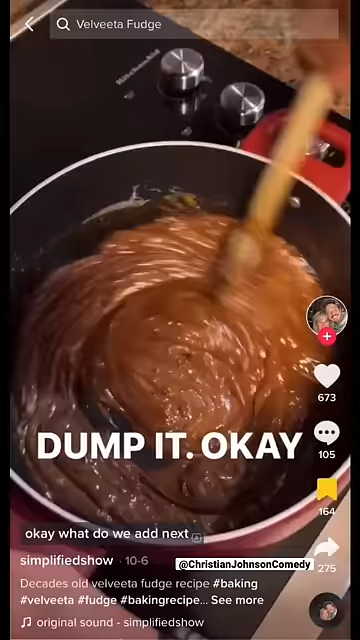 Velveeta Fudge
KitchenAid
673
DUMP IT. OKAY
105
okay what do we add next
164
simplifiedshow · 10-6
@ChristianJohnsonComedy
275
Decades old velveeta fudge recipe #baking
#velveeta #fudge #bakingrecipe... See more
original sound - simplifiedshow